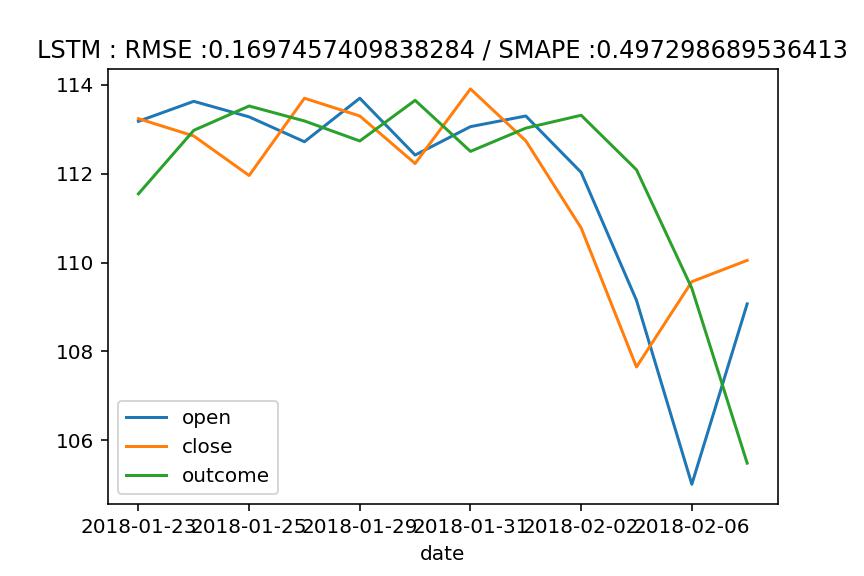 LSTM : RMSE :0.1697457409838284 / SMAPE :0.497298689536413
114
112
110
108
106
open
close
outcome
2018-01-23 2018-01-25 2018-01-29 2018-01-31 2018-02-02 2018-02-06
date